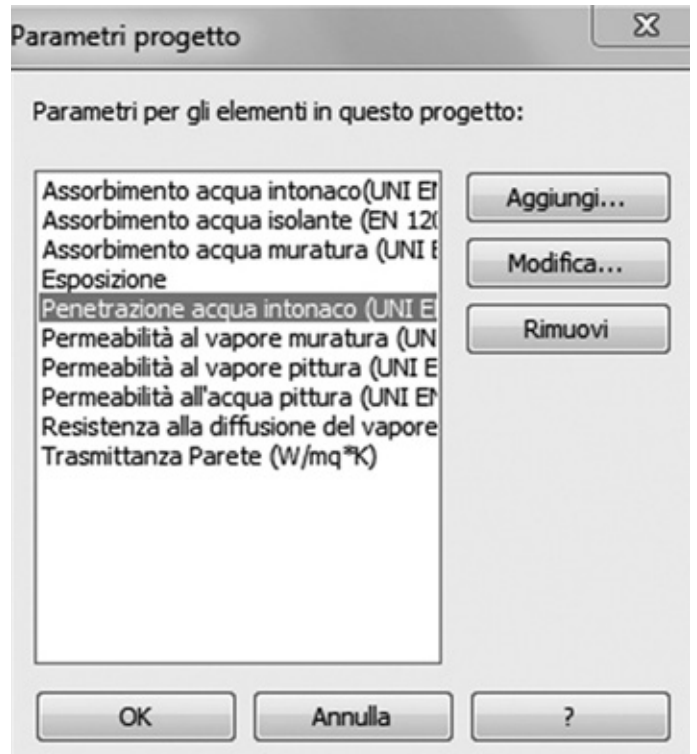 Parametri progetto
Parametri per gli elementi in questo progetto:
Assorbimento acqua intonaco(UNI EN
Assorbimento acqua isolante (EN 120
Assorbimento acqua muratura (UNI E
Esposizione
Penetrazione acqua intonaco (UNI E
Permeabilità al vapore muratura (UN
Permeabilità al vapore pittura (UNI E
Permeabilità all'acqua pittura (UNI EN
Resistenza alla diffusione del vapore
Trasmittanza Parete (W/mq*K)
Aggiungi...
Modifica...
Rimuovi
OK
Annulla
?